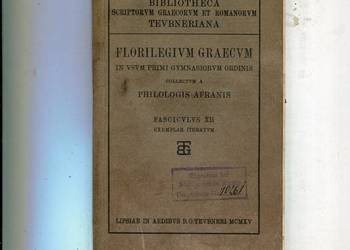 BIBLIOTHECA
SCRIPTORVM GRAECORVM ET ROMANORVM
TEVBNERIANA
FLORILEGIVM GRAECVM
IN VSVM PRIMI GYMNASIORVM ORDINIS
COLLECTVM A
PHILOLOGIS AFRANIS
FASCICVLVS XII
EXEMPLAR ITERATVM
BG
LIPSIAE IN AEDIBVS B. G. TEVBNERI MCMXV